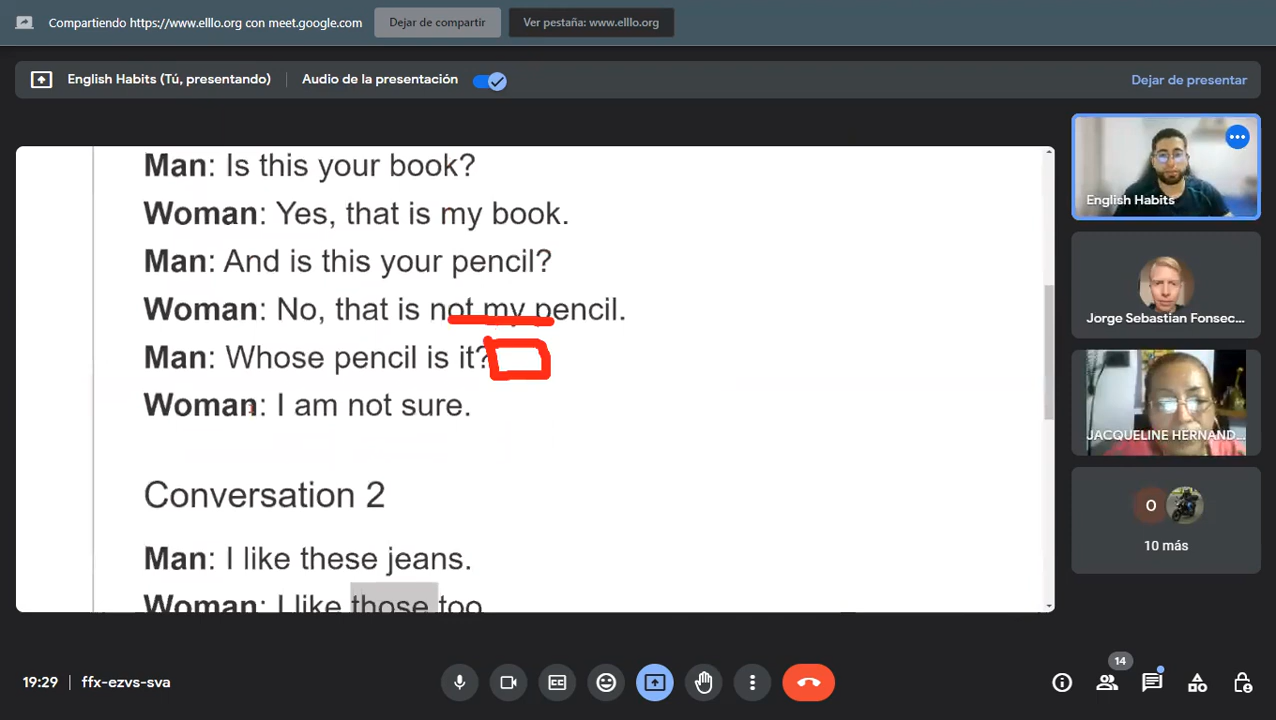 Compartiendo https://www.elllo.org con meet.google.com Dejar de compartir Ver pestaña: www.elllo.org
English Habits (Tú, presentando) Audio de la presentación Dejar de presentar
Man: Is this your book?
Woman: Yes, that is my book.
Man: And is this your pencil?
Woman: No, that is not my pencil.
Man: Whose pencil is it?
Woman: I am not sure.
Conversation 2
Man: I like these jeans.
Woman: I like those too
English Habits
Jorge Sebastian Fonsec...
JACQUELINE HERNAND...
O
10 más
19:29 ffx-ezvs-sva
14